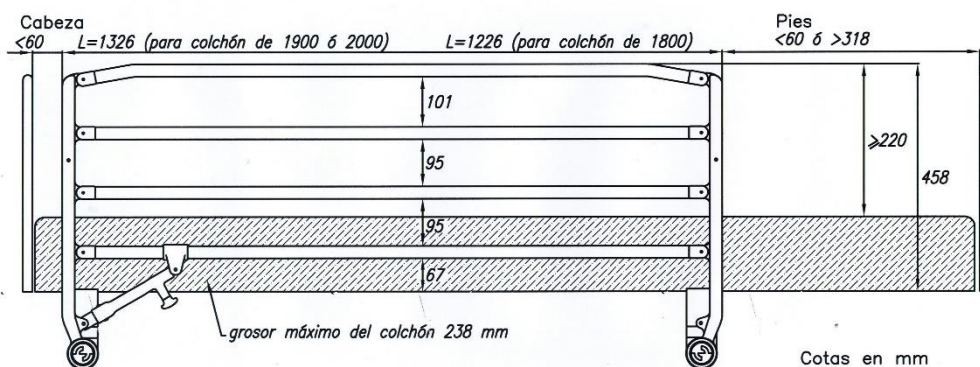 Cabeza
<60
L=1326 (para colchón de 1900 ó 2000)
L=1226 (para colchón de 1800)
Pies
<60 ó >318
101
95
95
67
≥220
458
grosor máximo del colchón 238 mm
Cotas en mm